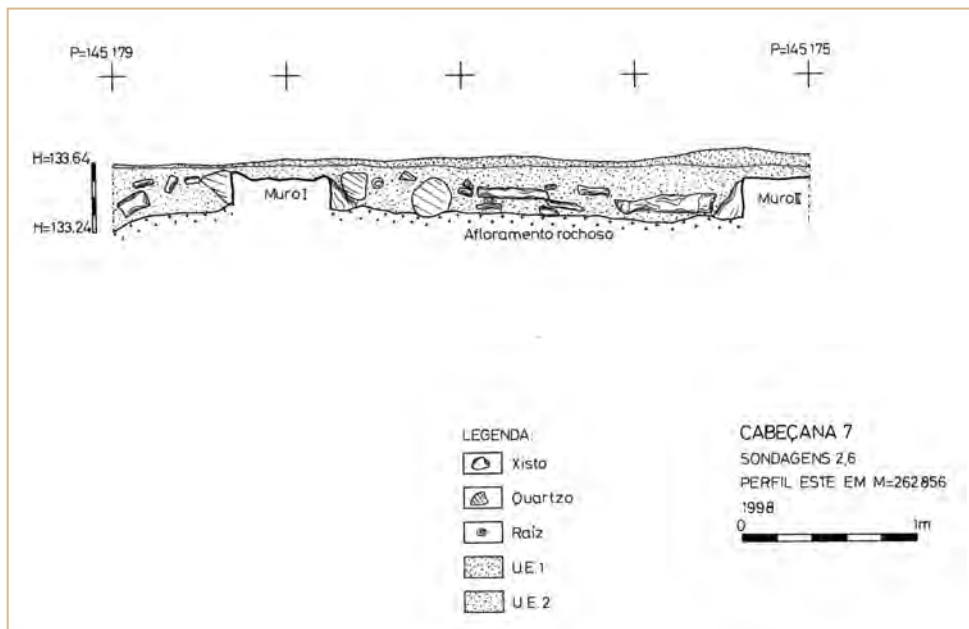 P=145 179
P=145 175
H=133.64
Muro I
Muro II
H=133.24
Afloramento rochoso
LEGENDA:
Xisto
Quartzo
Raíz
U.E. 1
U.E. 2
CABEÇANA 7
SONDAGENS 2,6
PERFIL ESTE EM M=262 856
1998
0 1m